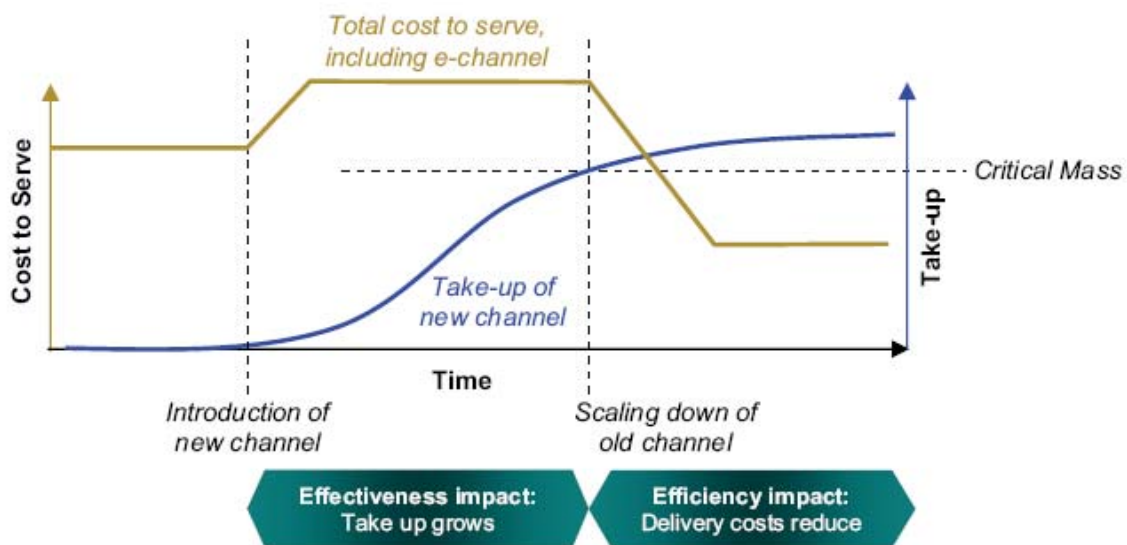 Total cost to serve,
including e-channel
Cost to Serve
Critical Mass
Take-up
Take-up of
new channel
Time
Introduction of
new channel
Scaling down of
old channel
Effectiveness impact:
Take up grows
Efficiency impact:
Delivery costs reduce